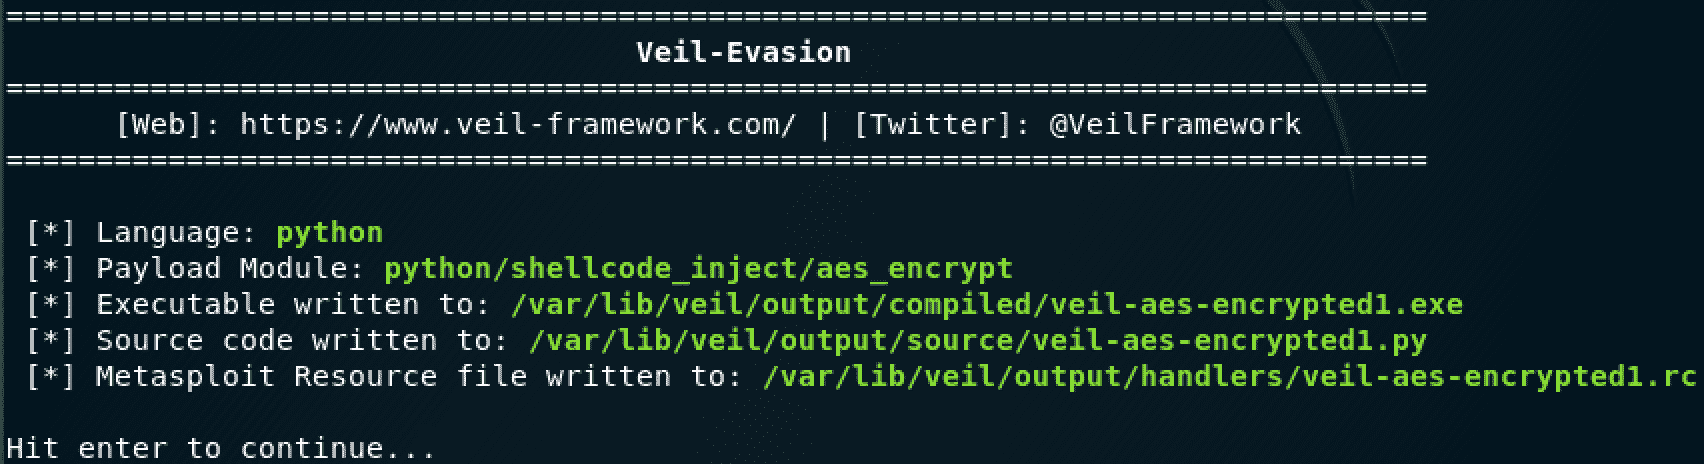 ===============================================================================
Veil-Evasion
===============================================================================
[Web]: https://www.veil-framework.com/ | [Twitter]: @VeilFramework
===============================================================================
[*] Language: python
[*] Payload Module: python/shellcode_inject/aes_encrypt
[*] Executable written to: /var/lib/veil/output/compiled/veil-aes-encrypted1.exe
[*] Source code written to: /var/lib/veil/output/source/veil-aes-encrypted1.py
[*] Metasploit Resource file written to: /var/lib/veil/output/handlers/veil-aes-encrypted1.rc
Hit enter to continue...